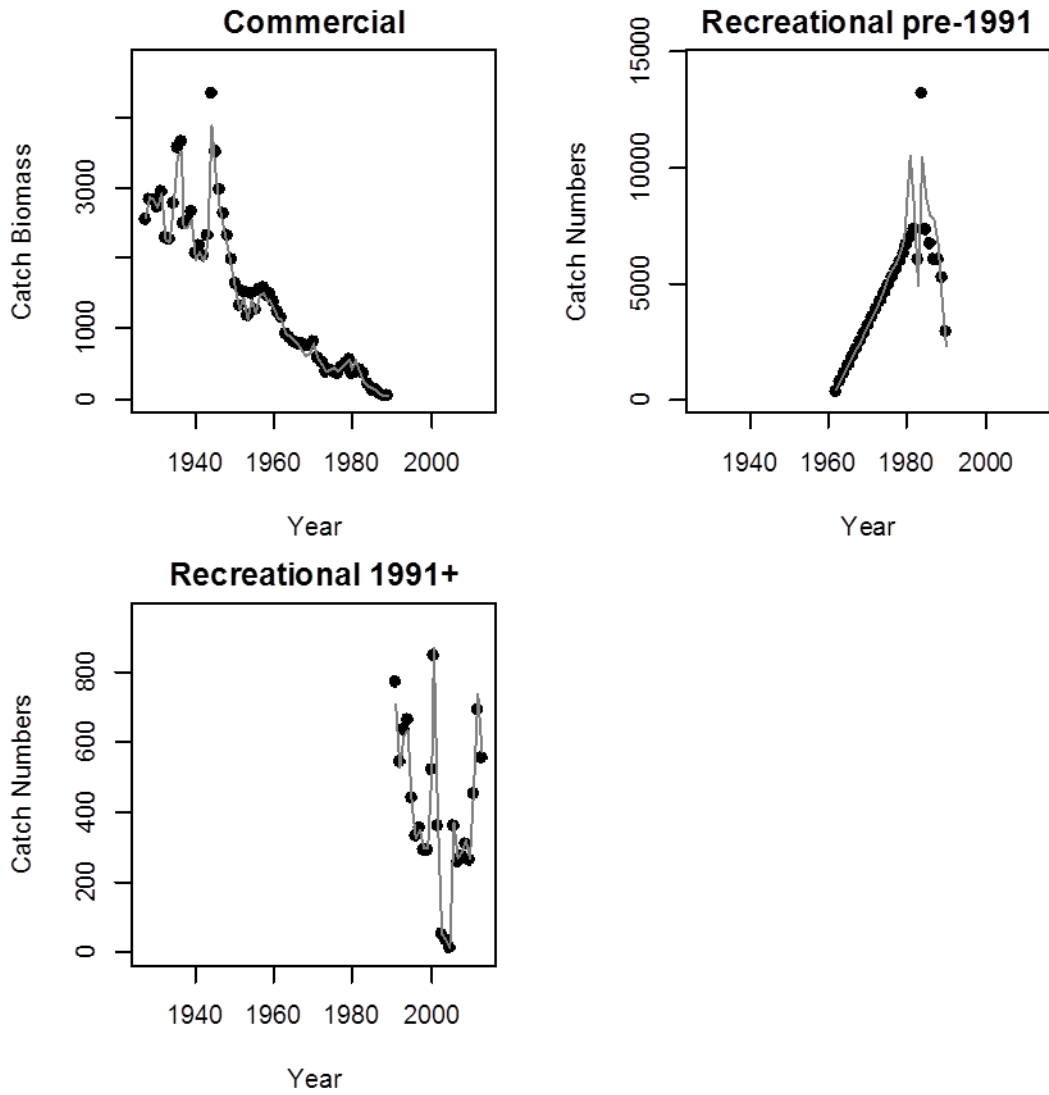 Commercial
Catch Biomass
3000
1000
0
1940 1960 1980 2000
Year
Recreational pre-1991
Catch Numbers
15000
10000
5000
0
1940 1960 1980 2000
Year
Recreational 1991+
Catch Numbers
800
600
400
200
0
1940 1960 1980 2000
Year